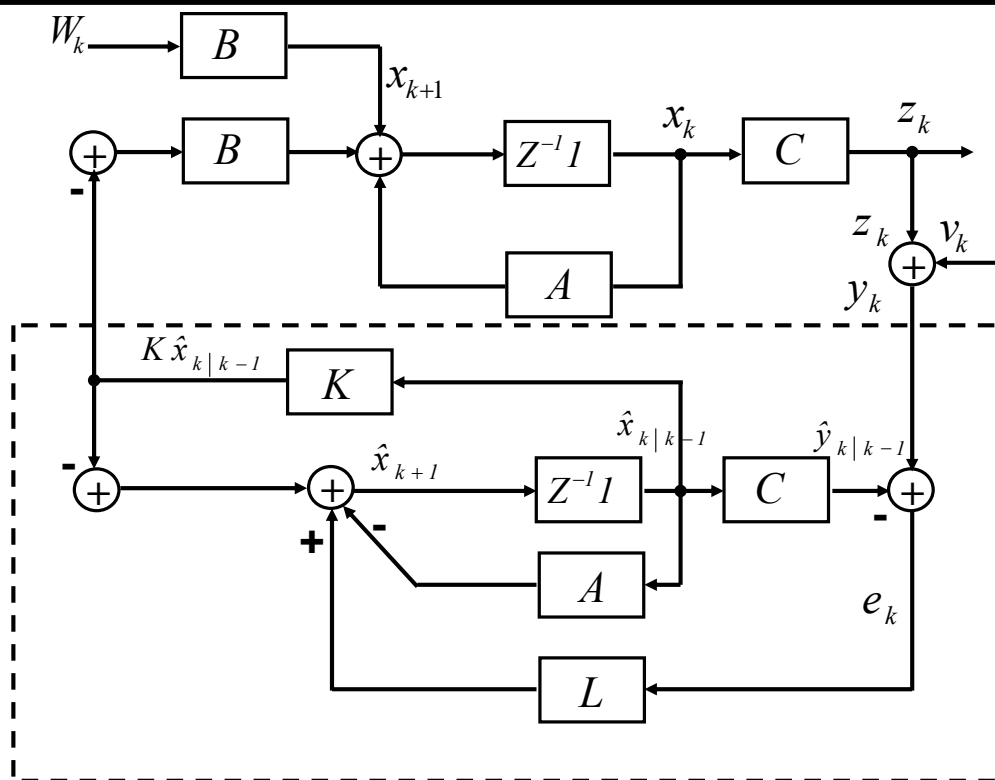 W_k
B
x_{k+1}
+
-
B
+
Z^{-1}I
x_k
C
z_k
A
z_k
v_k
+
y_k
K x̂_{k|k-1}
K
-
+
x̂_{k+1}
+
Z^{-1}I
x̂_{k|k-1}
C
ŷ_{k|k-1}
+
-
+
-
A
e_k
L